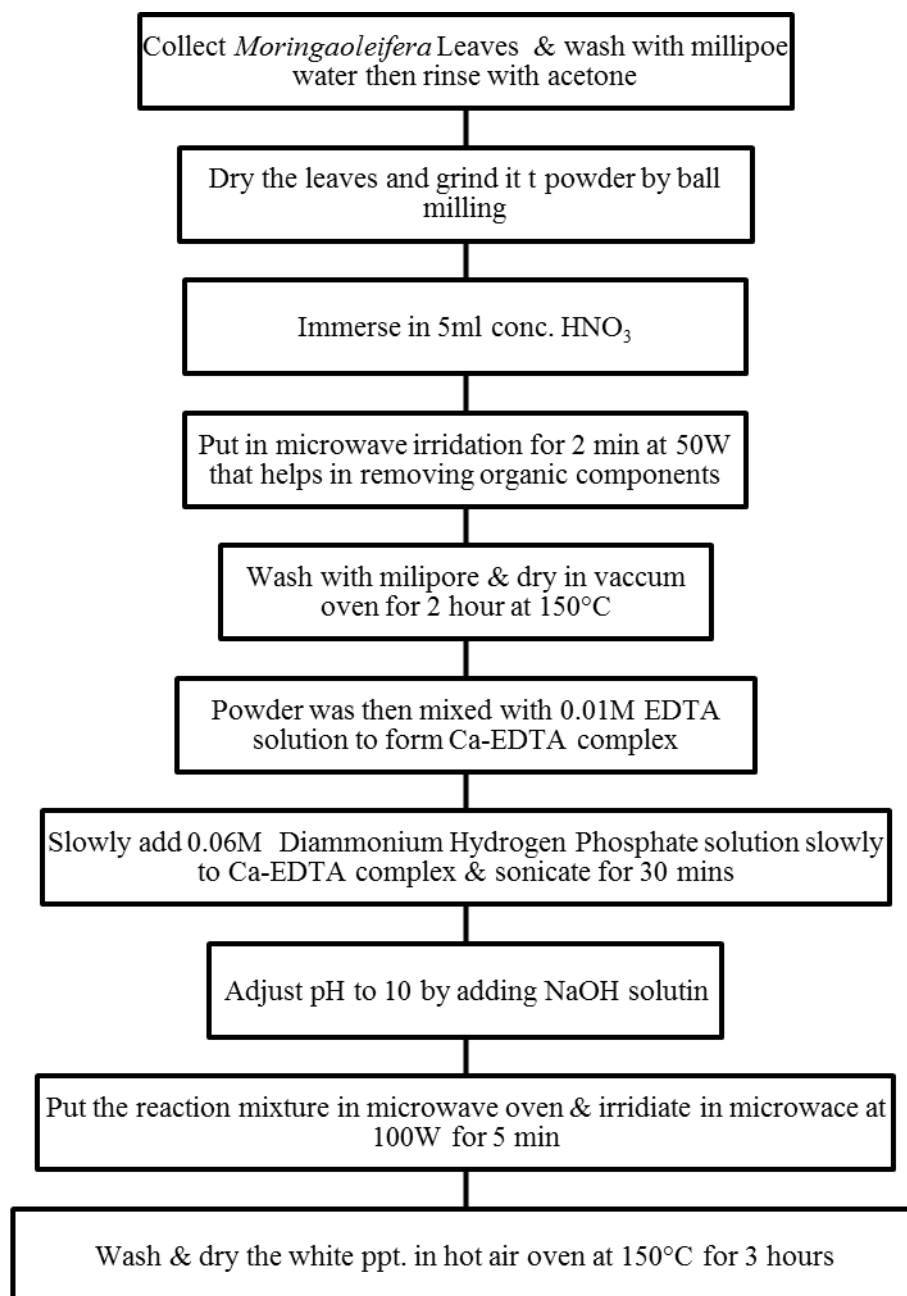 Collect Moringaoleifera Leaves & wash with millipoe
water then rinse with acetone
Dry the leaves and grind it t powder by ball
milling
Immerse in 5ml conc. HNO₃
Put in microwave irridation for 2 min at 50W
that helps in removing organic components
Wash with milipore & dry in vaccum
oven for 2 hour at 150°C
Powder was then mixed with 0.01M EDTA
solution to form Ca-EDTA complex
Slowly add 0.06M Diammonium Hydrogen Phosphate solution slowly
to Ca-EDTA complex & sonicate for 30 mins
Adjust pH to 10 by adding NaOH solutin
Put the reaction mixture in microwave oven & irridiate in microwace at
100W for 5 min
Wash & dry the white ppt. in hot air oven at 150°C for 3 hours